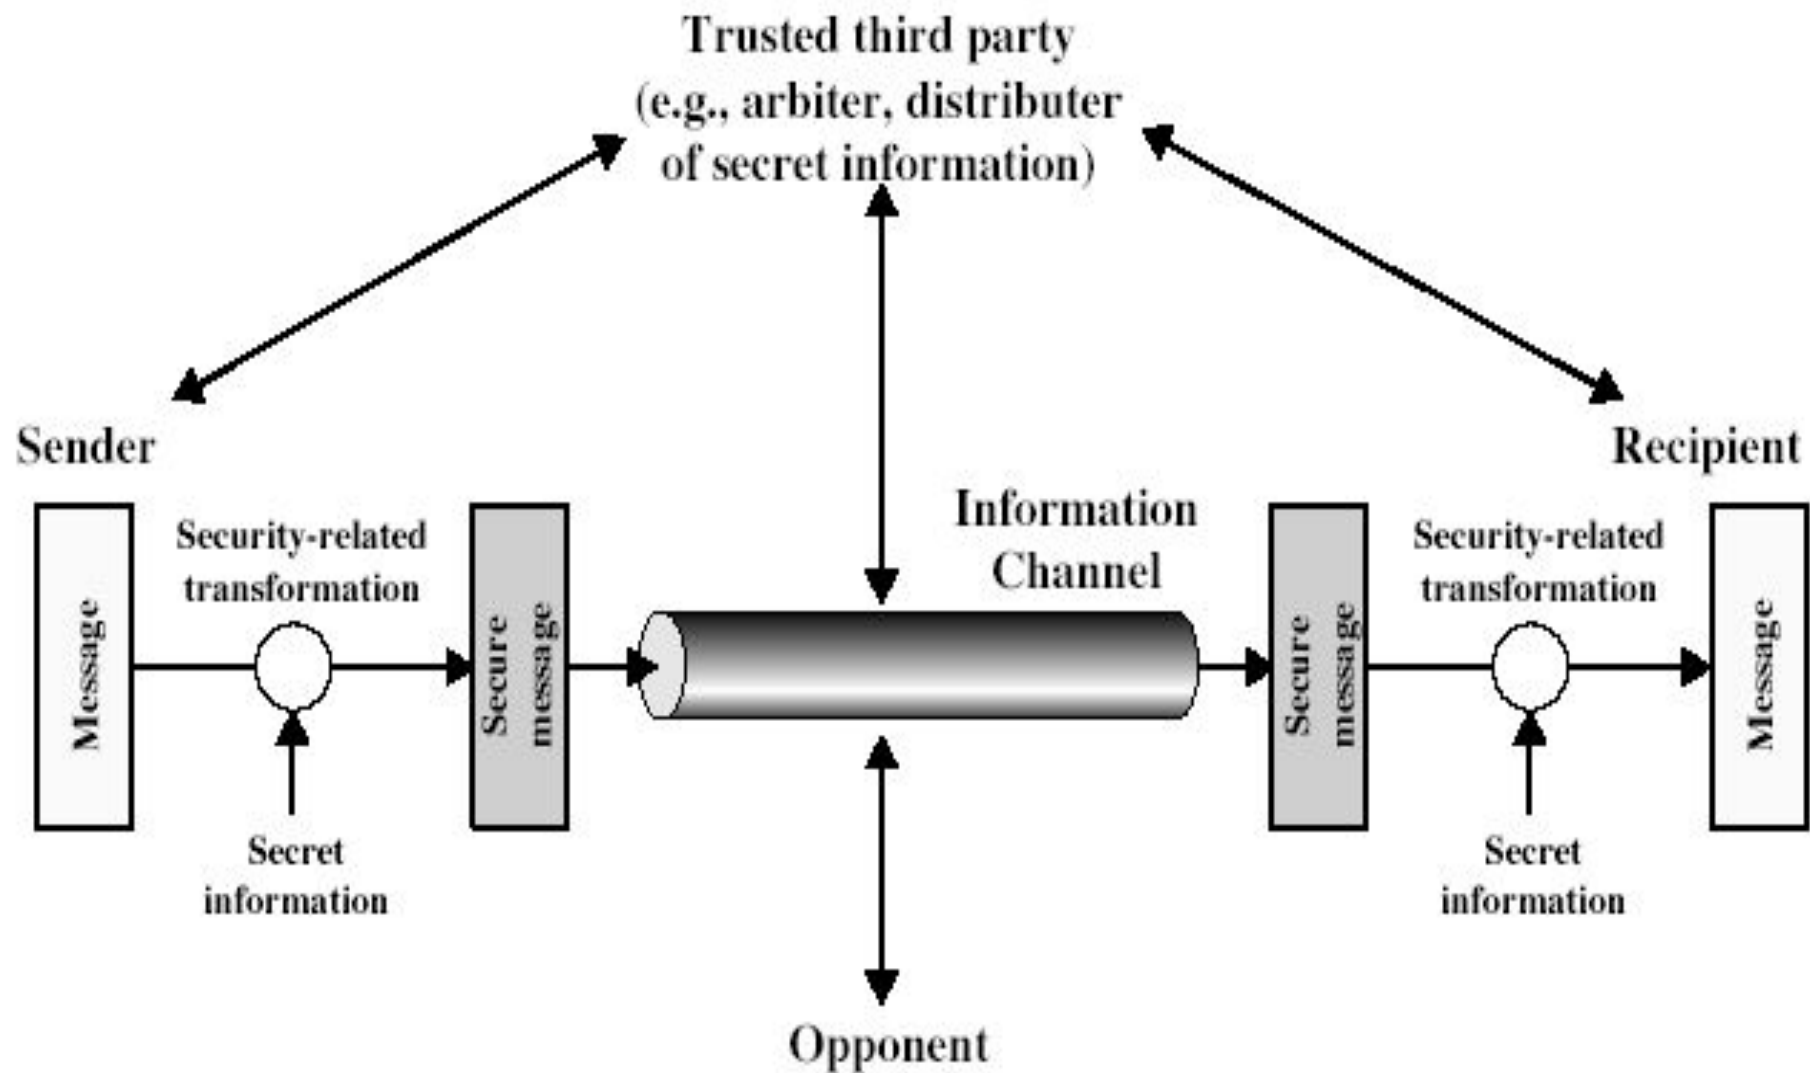 Trusted third party
(e.g., arbiter, distributer
of secret information)
Sender
Recipient
Information
Channel
Security-related
transformation
Security-related
transformation
Message
Secure
message
Secure
message
Message
Secret
information
Secret
information
Opponent